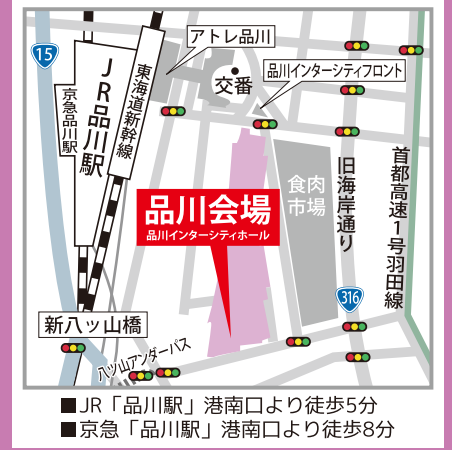 アトレ品川
15
交番
品川インターシティフロント
JR品川駅
東海道新幹線
京急品川駅
品川会場
品川インターシティホール
食肉
市場
旧海岸通り
首都高速1号羽田線
316
新八ッ山橋
八ツ山アンダーパス
■JR「品川駅」港南口より徒歩5分
■京急「品川駅」港南口より徒歩8分